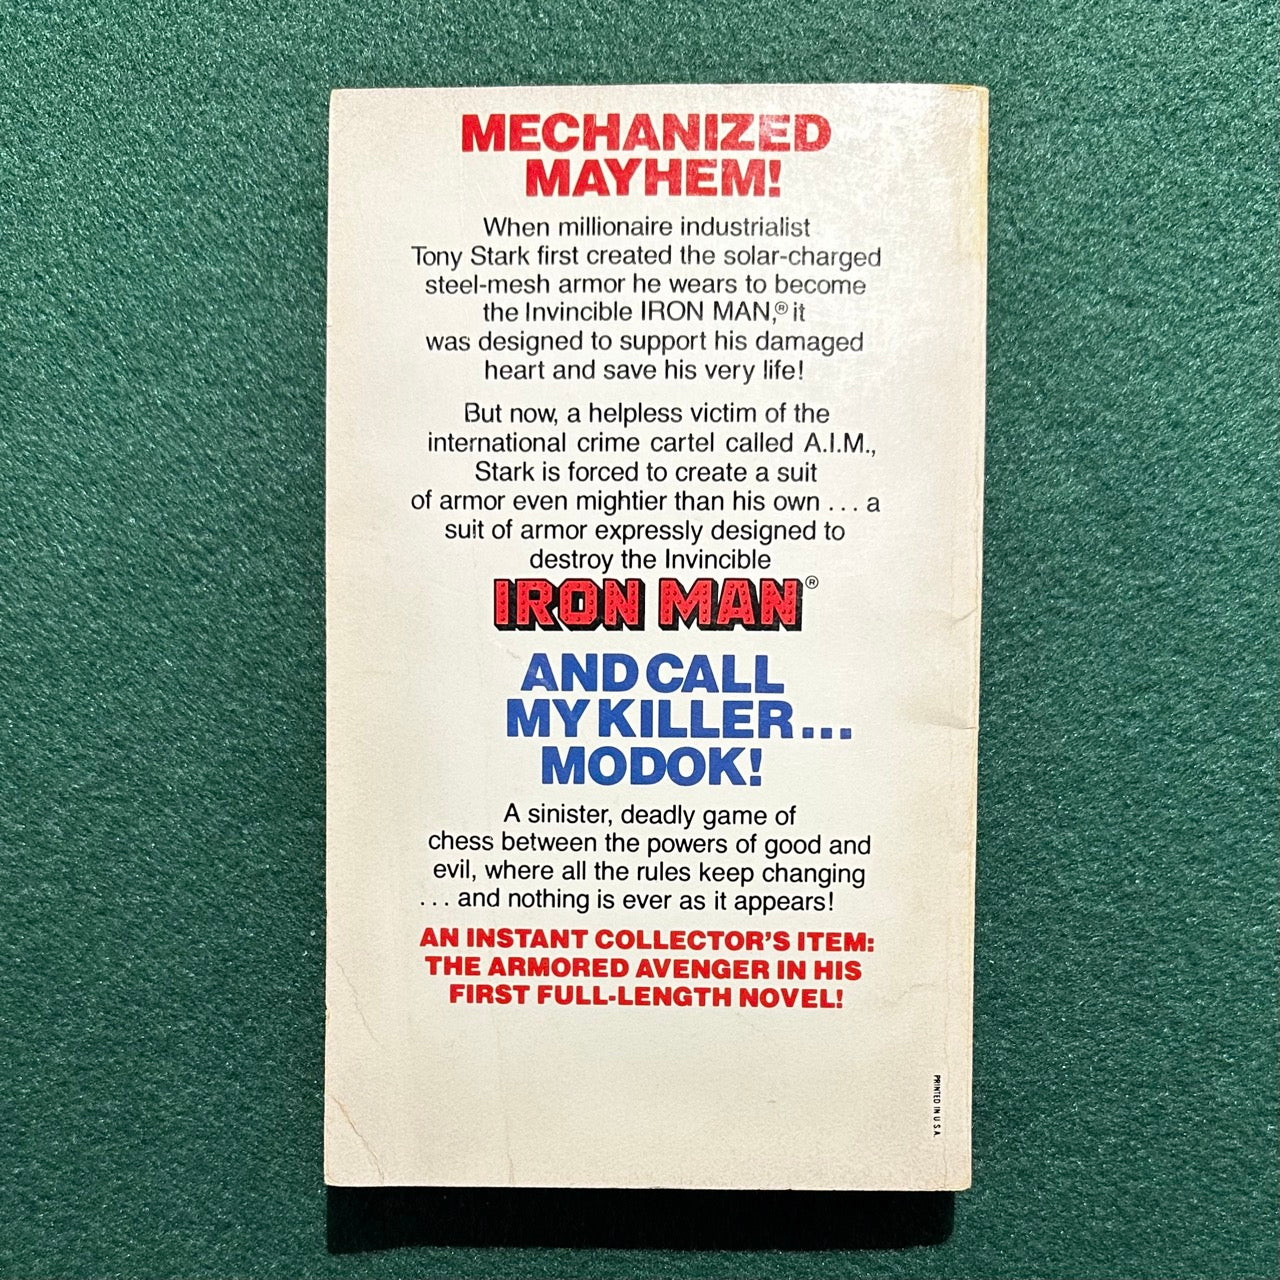 MECHANIZED
MAYHEM!
When millionaire industrialist
Tony Stark first created the solar-charged
steel-mesh armor he wears to become
the Invincible IRON MAN,® it
was designed to support his damaged
heart and save his very life!
But now, a helpless victim of the
international crime cartel called A.I.M.,
Stark is forced to create a suit
of armor even mightier than his own . . . a
suit of armor expressly designed to
destroy the Invincible
IRON MAN®
AND CALL
MY KILLER...
MODOK!
A sinister, deadly game of
chess between the powers of good and
evil, where all the rules keep changing
. . . and nothing is ever as it appears!
AN INSTANT COLLECTOR'S ITEM:
THE ARMORED AVENGER IN HIS
FIRST FULL-LENGTH NOVEL!
PRINTED IN U.S.A.